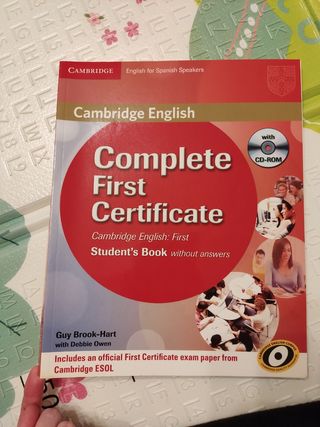 CAMBRIDGE
English for Spanish Speakers
Cambridge English
with
CD-ROM
Complete
First
Certificate
Cambridge English: First
Student's Book without answers
Guy Brook-Hart
with Debbie Owen
Includes an official First Certificate exam paper from
Cambridge ESOL